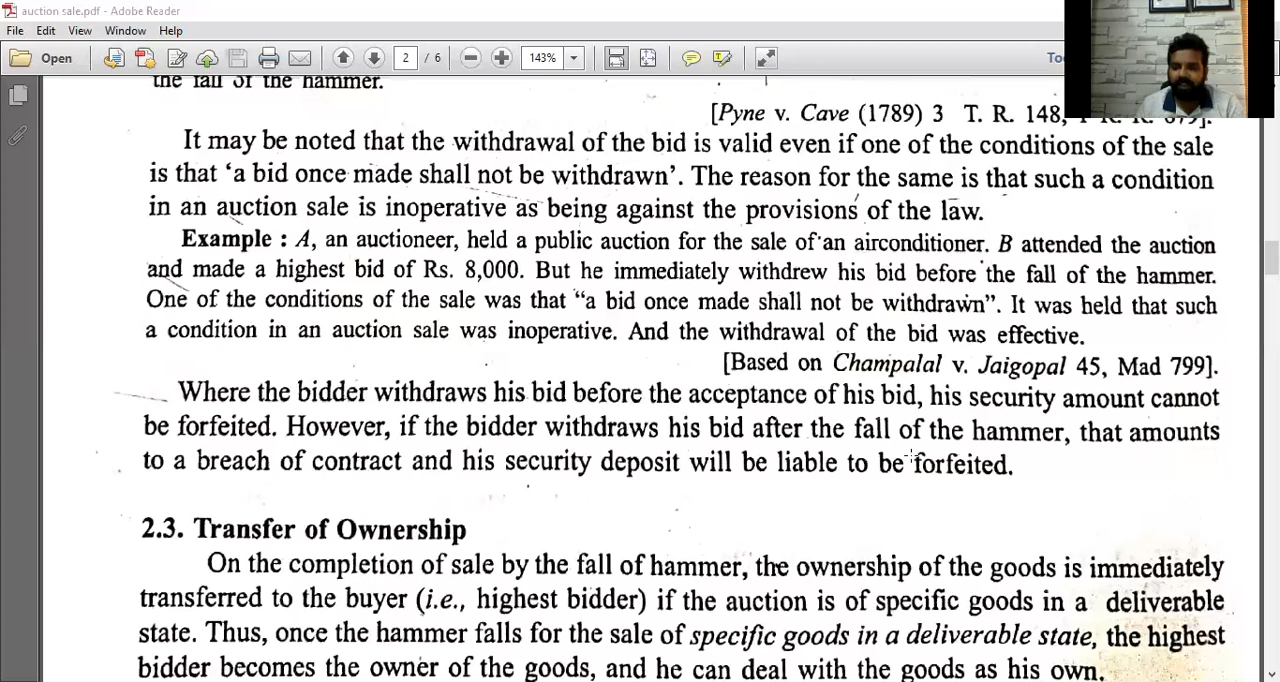 auction sale.pdf - Adobe Reader
File Edit View Window Help
Open 2 / 6 143%
the fall of the hammer.
[Pyne v. Cave (1789) 3 T. R. 148,
It may be noted that the withdrawal of the bid is valid even if one of the conditions of the sale
is that ‘a bid once made shall not be withdrawn’. The reason for the same is that such a condition
in an auction sale is inoperative as being against the provisions of the law.
Example : A, an auctioneer, held a public auction for the sale of an airconditioner. B attended the auction
and made a highest bid of Rs. 8,000. But he immediately withdrew his bid before the fall of the hammer.
One of the conditions of the sale was that “a bid once made shall not be withdrawn”. It was held that such
a condition in an auction sale was inoperative. And the withdrawal of the bid was effective.
[Based on Champalal v. Jaigopal 45, Mad 799].
Where the bidder withdraws his bid before the acceptance of his bid, his security amount cannot
be forfeited. However, if the bidder withdraws his bid after the fall of the hammer, that amounts
to a breach of contract and his security deposit will be liable to be forfeited.
2.3. Transfer of Ownership
On the completion of sale by the fall of hammer, the ownership of the goods is immediately
transferred to the buyer (i.e., highest bidder) if the auction is of specific goods in a deliverable
state. Thus, once the hammer falls for the sale of specific goods in a deliverable state, the highest
bidder becomes the owner of the goods, and he can deal with the goods as his own.